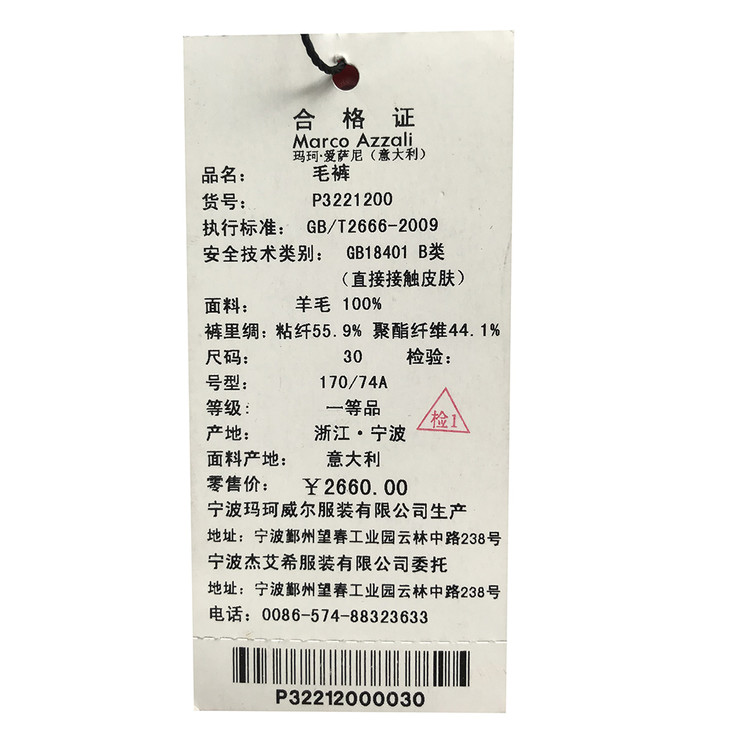 合格证
Marco Azzali
玛珂·爱萨尼（意大利）
品名： 毛裤
货号： P3221200
执行标准： GB/T2666-2009
安全技术类别： GB18401 B类
（直接接触皮肤）
面料： 羊毛 100%
裤里绸：粘纤55.9% 聚酯纤维44.1%
尺码： 30 检验：
号型： 170/74A
等级： 一等品
检1
产地： 浙江·宁波
面料产地： 意大利
零售价： ￥2660.00
宁波玛珂威尔服装有限公司生产
地址：宁波鄞州望春工业园云林中路238号
宁波杰艾希服装有限公司委托
地址：宁波鄞州望春工业园云林中路238号
电话：0086-574-88323633
P32212000030